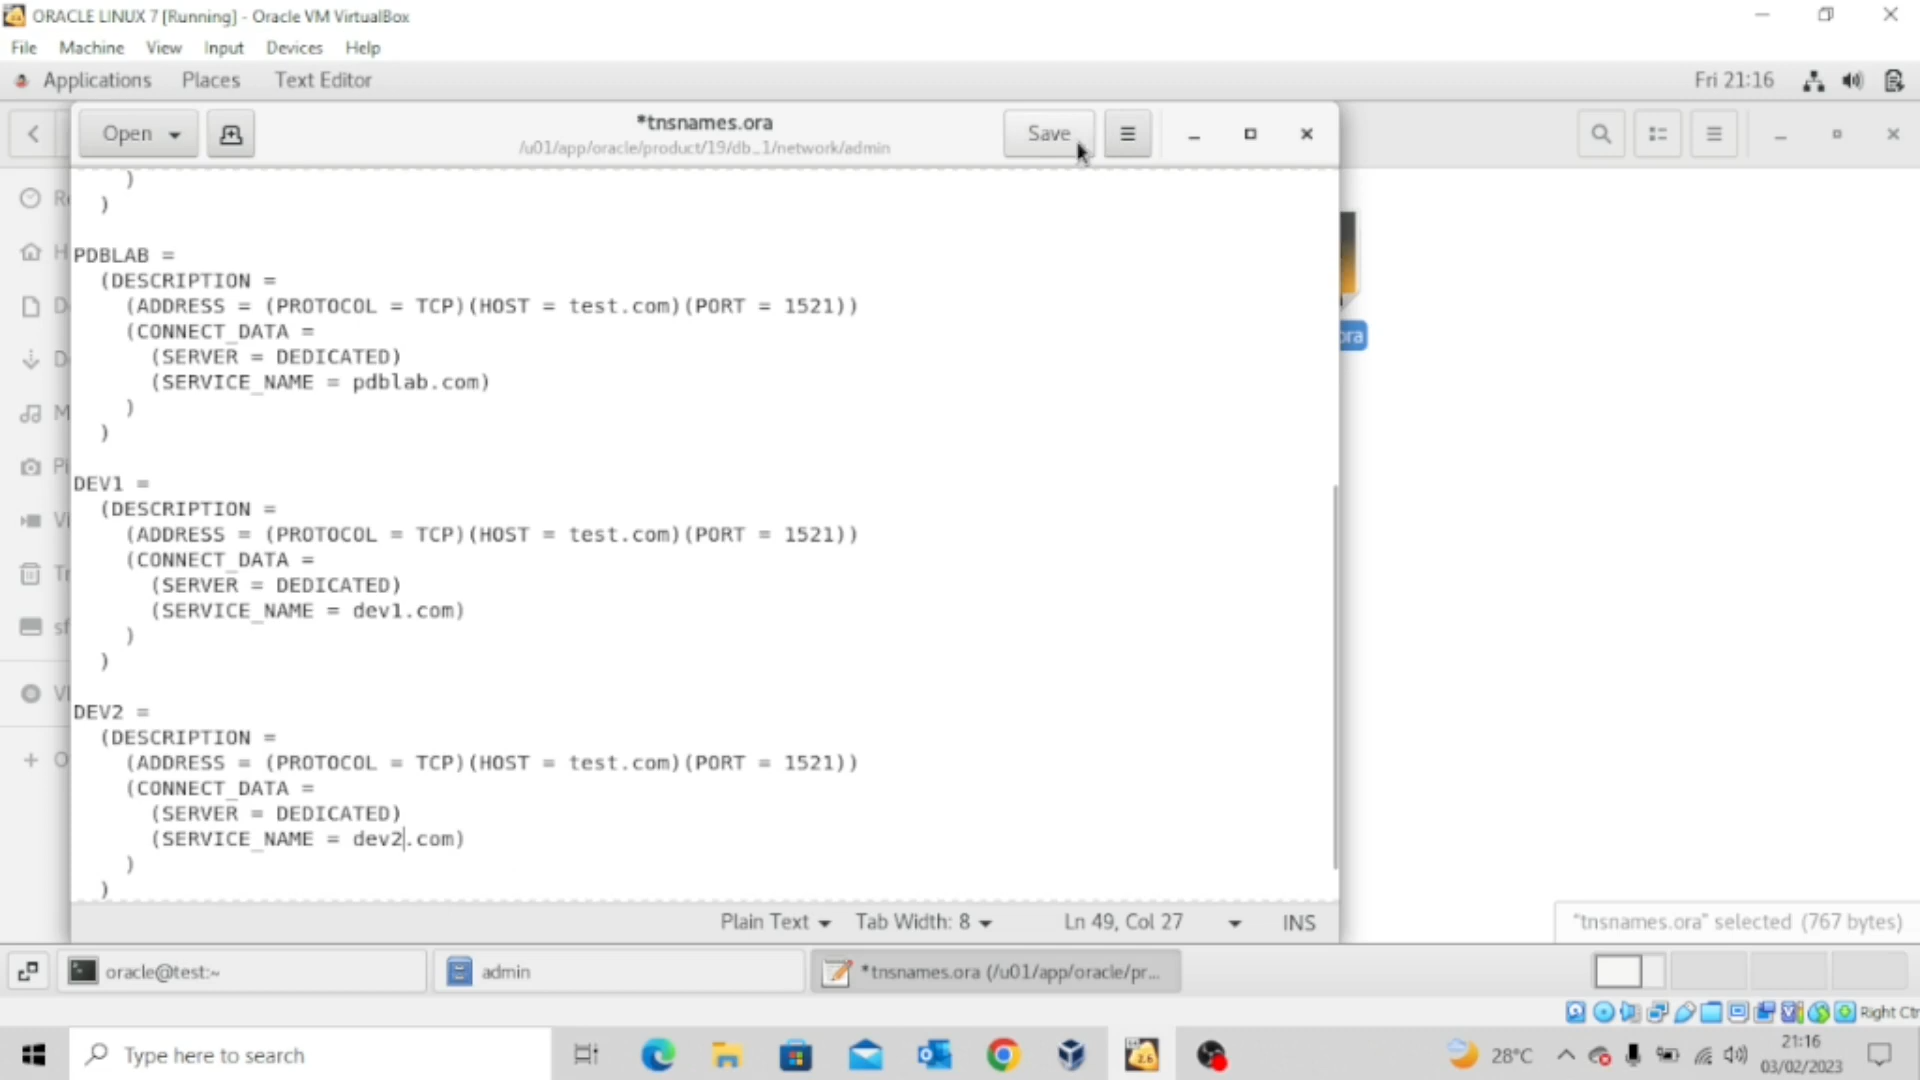 ORACLE LINUX 7 [Running] - Oracle VM VirtualBox
File Machine View Input Devices Help
Applications Places Text Editor Fri 21:16
Open *tnsnames.ora Save
/u01/app/oracle/product/19/db_1/network/admin
)
)
PDBLAB =
(DESCRIPTION =
(ADDRESS = (PROTOCOL = TCP)(HOST = test.com)(PORT = 1521))
(CONNECT_DATA =
(SERVER = DEDICATED)
(SERVICE_NAME = pdblab.com)
)
)
DEV1 =
(DESCRIPTION =
(ADDRESS = (PROTOCOL = TCP)(HOST = test.com)(PORT = 1521))
(CONNECT_DATA =
(SERVER = DEDICATED)
(SERVICE_NAME = dev1.com)
)
)
DEV2 =
(DESCRIPTION =
(ADDRESS = (PROTOCOL = TCP)(HOST = test.com)(PORT = 1521))
(CONNECT_DATA =
(SERVER = DEDICATED)
(SERVICE_NAME = dev2.com)
)
)
Plain Text Tab Width: 8 Ln 49, Col 27 INS
"tnsnames.ora" selected (767 bytes)
oracle@test:~ admin *tnsnames.ora (/u01/app/oracle/pr...
Right Ctr
Type here to search 28°C 21:16
03/02/2023